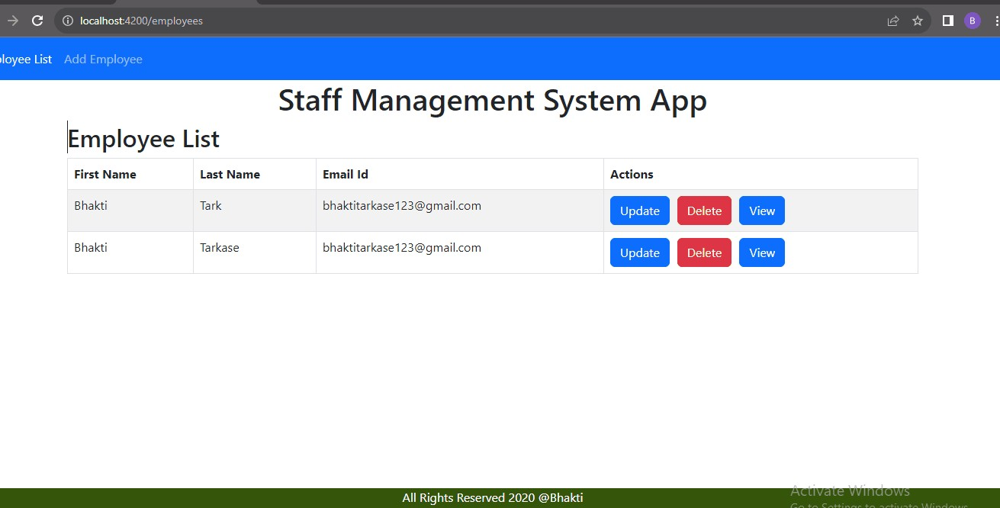 localhost:4200/employees
B
ployee List Add Employee
Staff Management System App
Employee List
First Name Last Name Email Id Actions
Bhakti Tark bhaktitarkase123@gmail.com Update Delete View
Bhakti Tarkase bhaktitarkase123@gmail.com Update Delete View
Activate Windows
All Rights Reserved 2020 @Bhakti
Go to Settings to activate Windows.